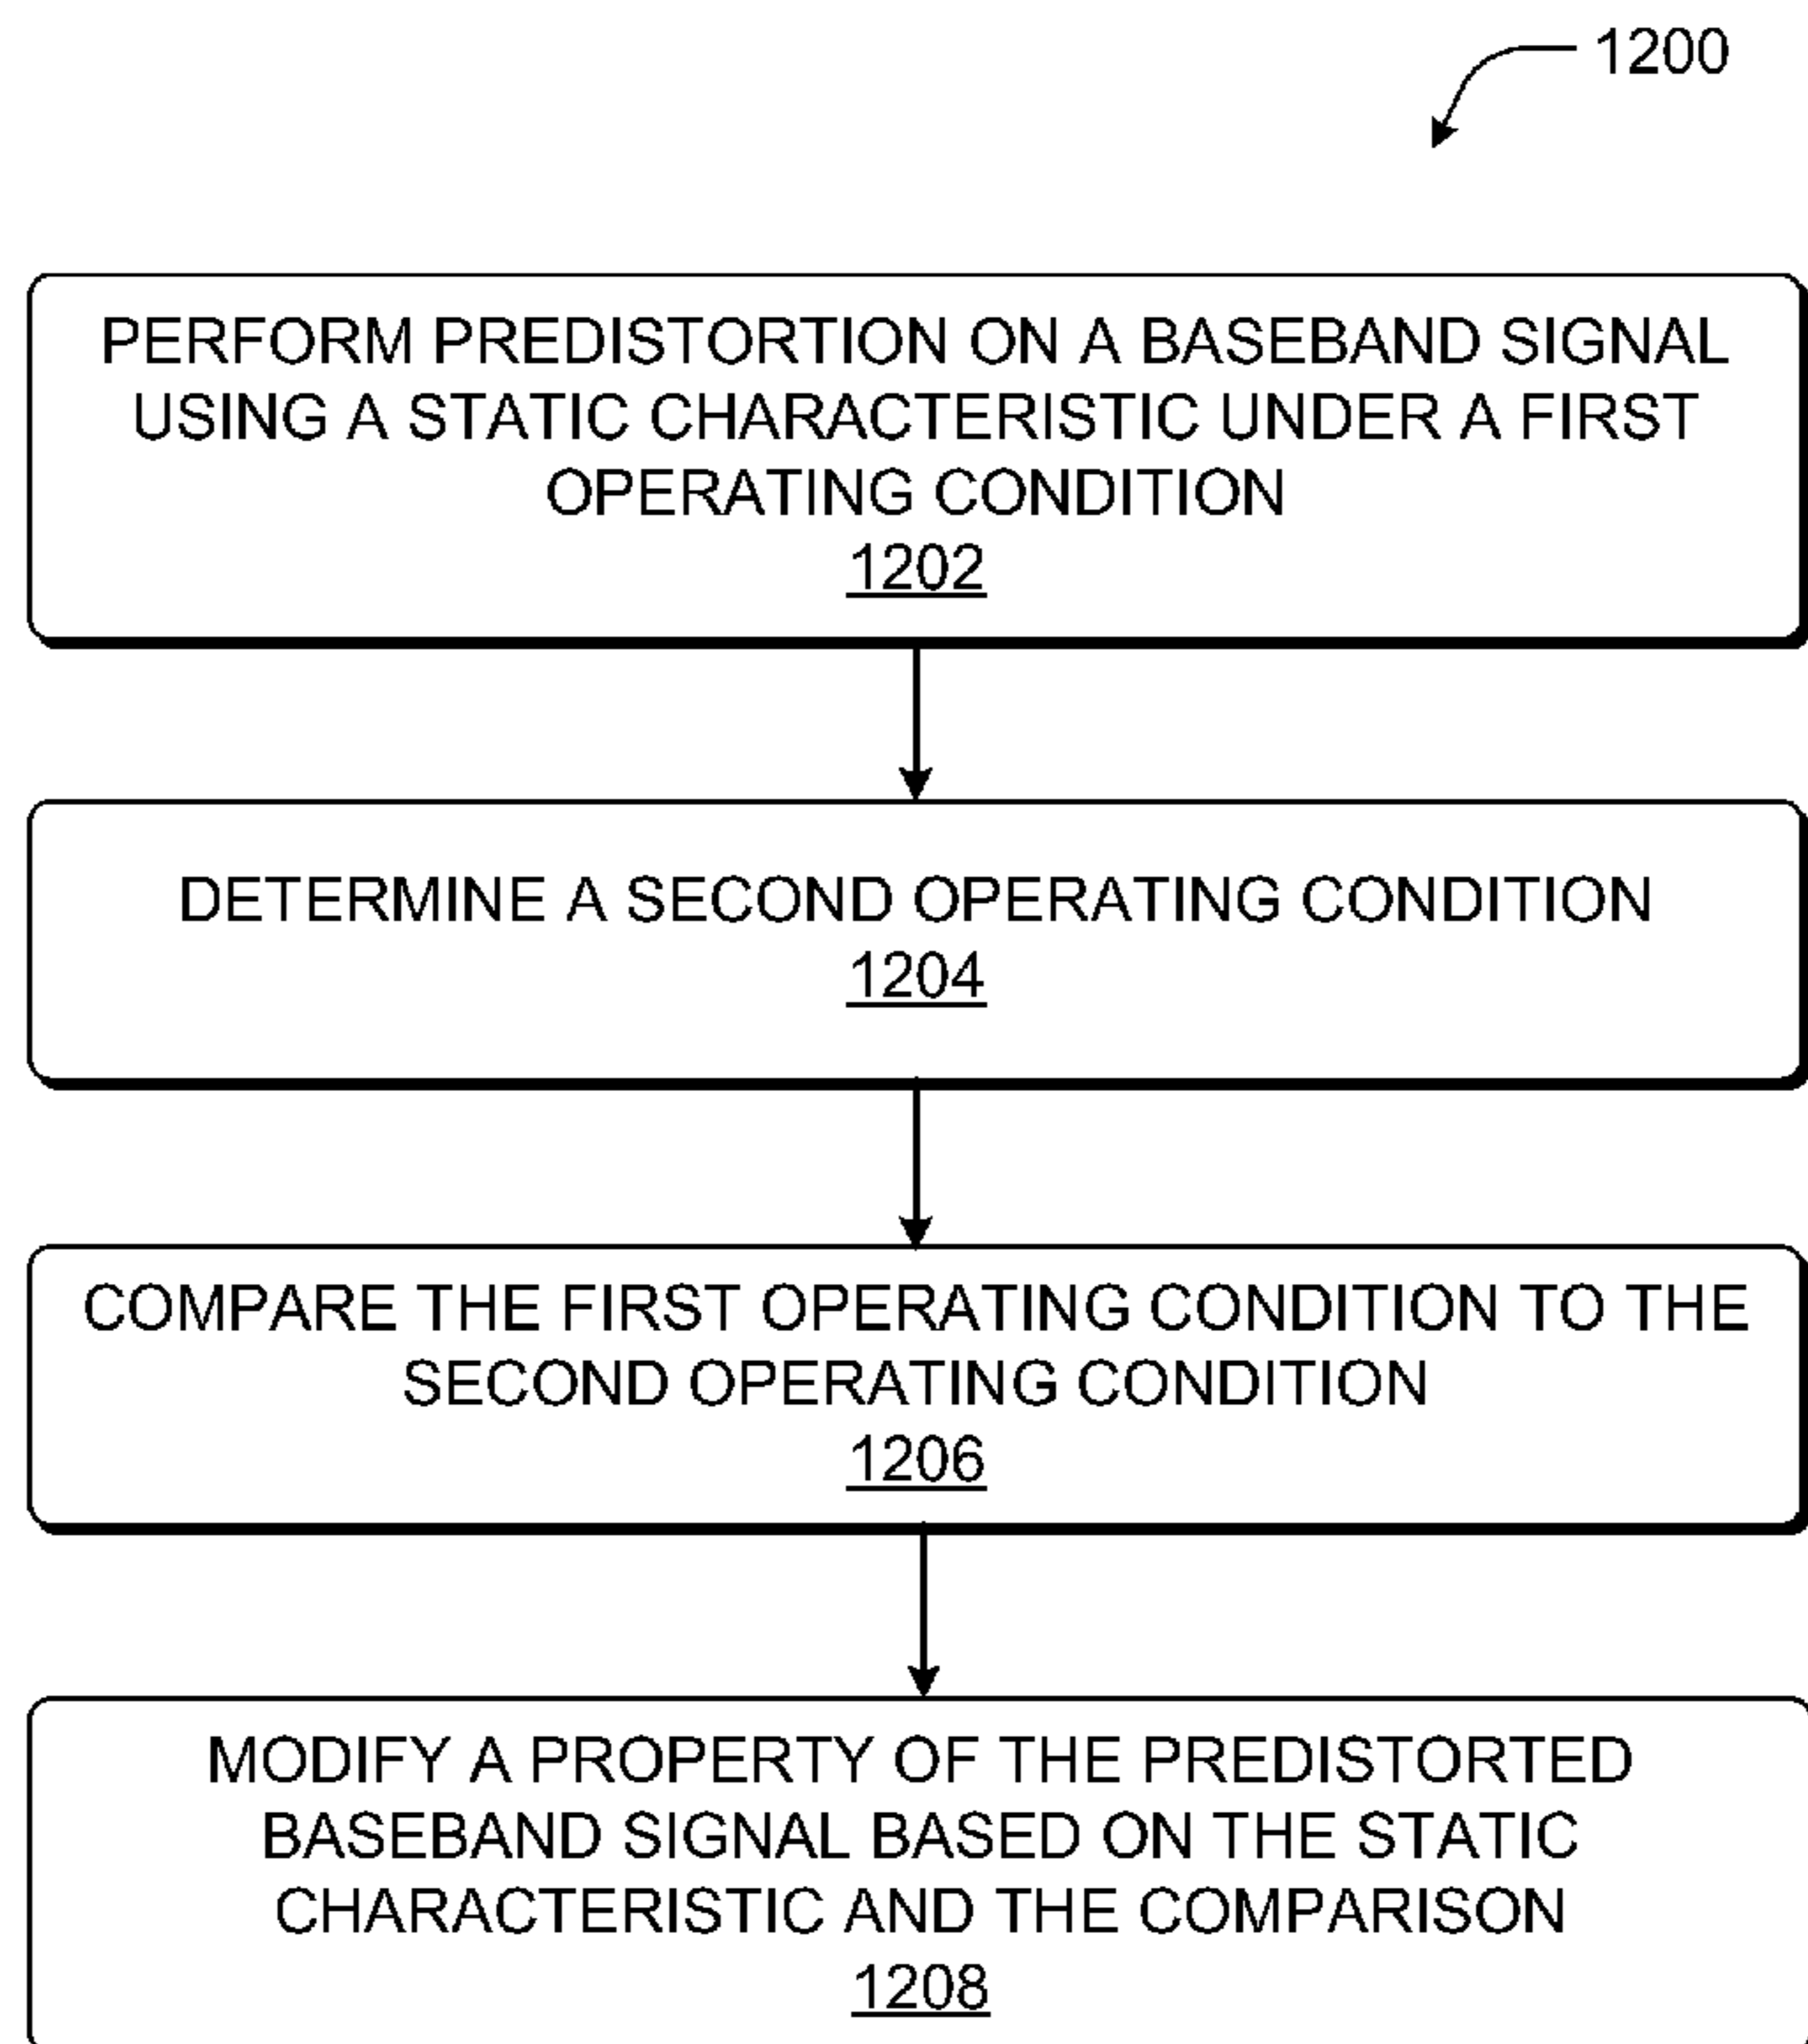 1200
PERFORM PREDISTORTION ON A BASEBAND SIGNAL
USING A STATIC CHARACTERISTIC UNDER A FIRST
OPERATING CONDITION
1202
DETERMINE A SECOND OPERATING CONDITION
1204
COMPARE THE FIRST OPERATING CONDITION TO THE
SECOND OPERATING CONDITION
1206
MODIFY A PROPERTY OF THE PREDISTORTED
BASEBAND SIGNAL BASED ON THE STATIC
CHARACTERISTIC AND THE COMPARISON
1208